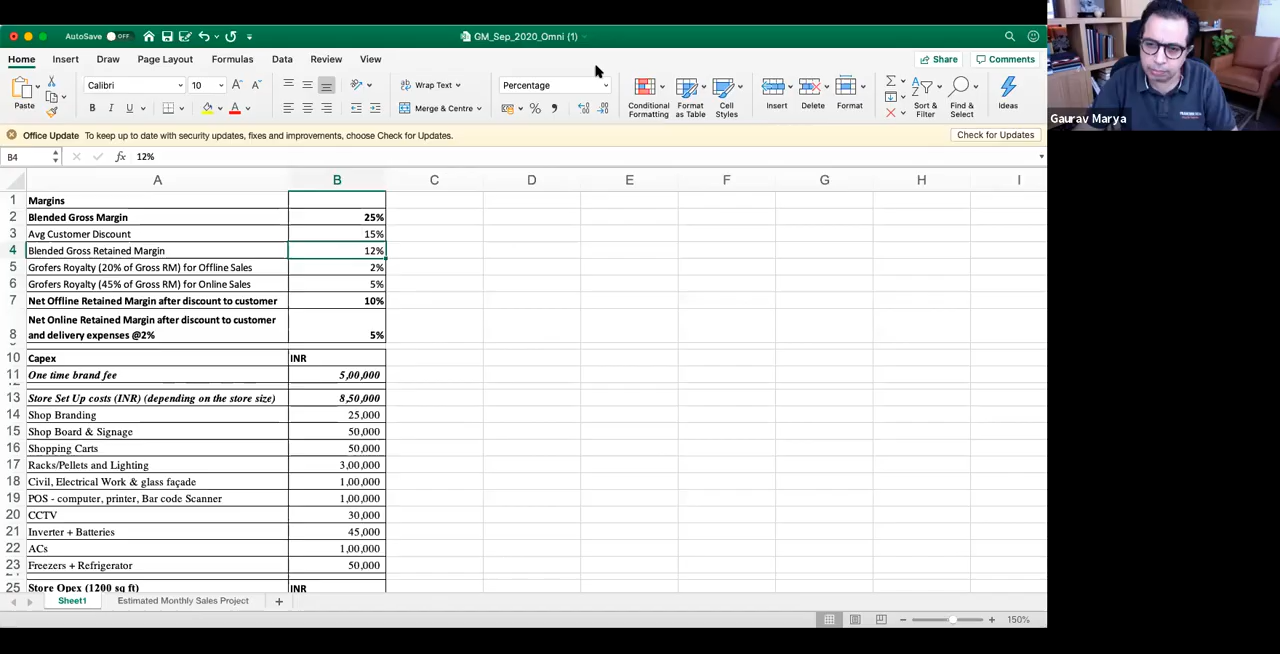 AutoSave OFF
GM_Sep_2020_Omni (1)
Home Insert Draw Page Layout Formulas Data Review View
Share Comments
Paste
Calibri 10
B I U
Wrap Text
Merge & Centre
Percentage
Conditional Formatting
Format as Table
Cell Styles
Insert
Delete
Format
Sort & Filter
Find & Select
Ideas
Gaurav Marya
Office Update To keep up to date with security updates, fixes and improvements, choose Check for Updates.
Check for Updates
B4 fx 12%
A B C D E F G H I
1 Margins
2 Blended Gross Margin 25%
3 Avg Customer Discount 15%
4 Blended Gross Retained Margin 12%
5 Grofers Royalty (20% of Gross RM) for Offline Sales 2%
6 Grofers Royalty (45% of Gross RM) for Online Sales 5%
7 Net Offline Retained Margin after discount to customer 10%
Net Online Retained Margin after discount to customer
8 and delivery expenses @2% 5%
10 Capex INR
11 One time brand fee 5,00,000
13 Store Set Up costs (INR) (depending on the store size) 8,50,000
14 Shop Branding 25,000
15 Shop Board & Signage 50,000
16 Shopping Carts 50,000
17 Racks/Pellets and Lighting 3,00,000
18 Civil, Electrical Work & glass façade 1,00,000
19 POS - computer, printer, Bar code Scanner 1,00,000
20 CCTV 30,000
21 Inverter + Batteries 45,000
22 ACs 1,00,000
23 Freezers + Refrigerator 50,000
25 Store Opex (1200 sq ft) INR
Sheet1 Estimated Monthly Sales Project +
150%